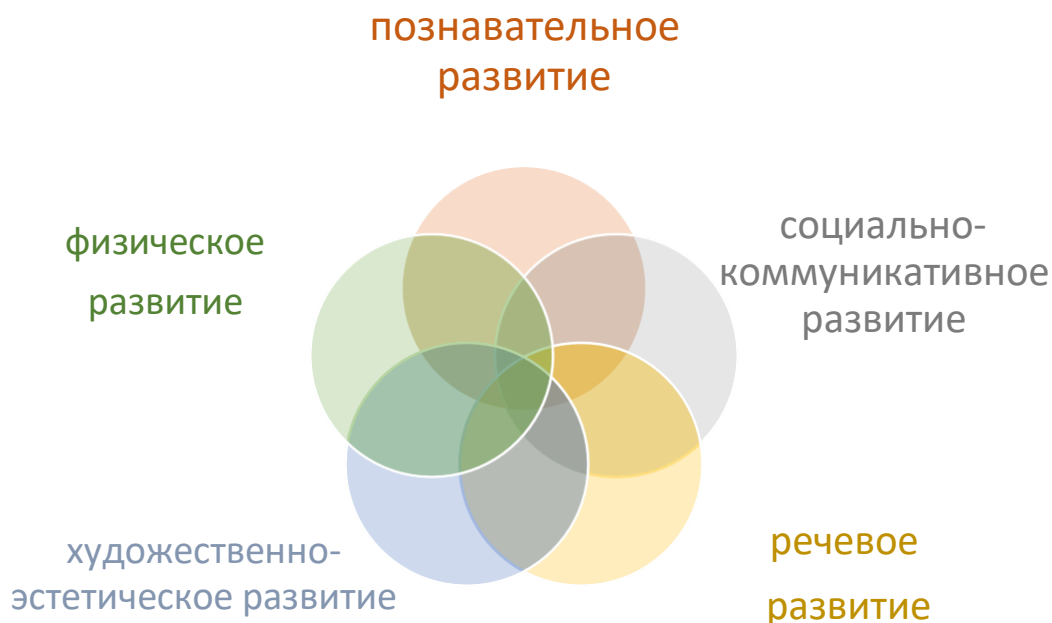 познавательное
развитие
физическое
развитие
социально-
коммуникативное
развитие
художественно-
эстетическое развитие
речевое
развитие